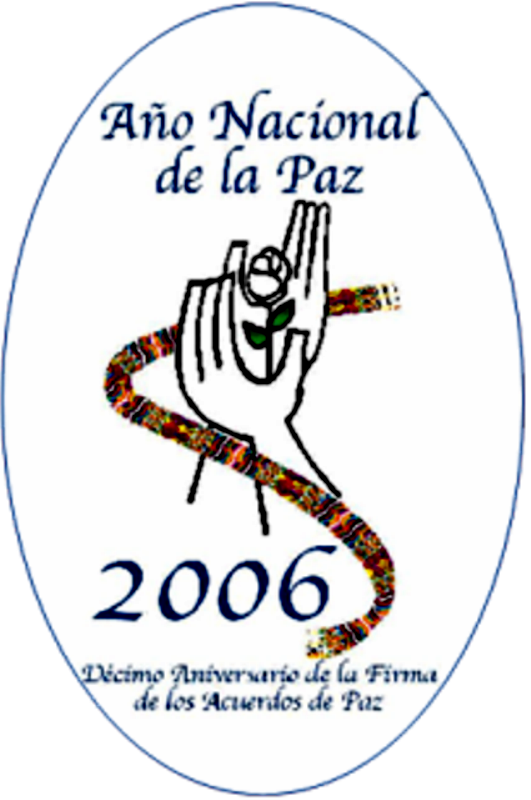 Año Nacional
de la Paz
2006
Décimo Aniversario de la Firma
de los Acuerdos de Paz